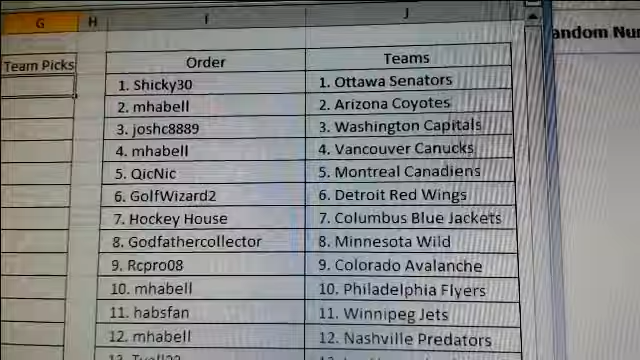 G H I J
andom Nu
Team Picks Order Teams
1. Shicky30 1. Ottawa Senators
2. mhabell 2. Arizona Coyotes
3. joshc8889 3. Washington Capitals
4. mhabell 4. Vancouver Canucks
5. QicNic 5. Montreal Canadiens
6. GolfWizard2 6. Detroit Red Wings
7. Hockey House 7. Columbus Blue Jackets
8. Godfathercollector 8. Minnesota Wild
9. Rcpro08 9. Colorado Avalanche
10. mhabell 10. Philadelphia Flyers
11. habsfan 11. Winnipeg Jets
12. mhabell 12. Nashville Predators